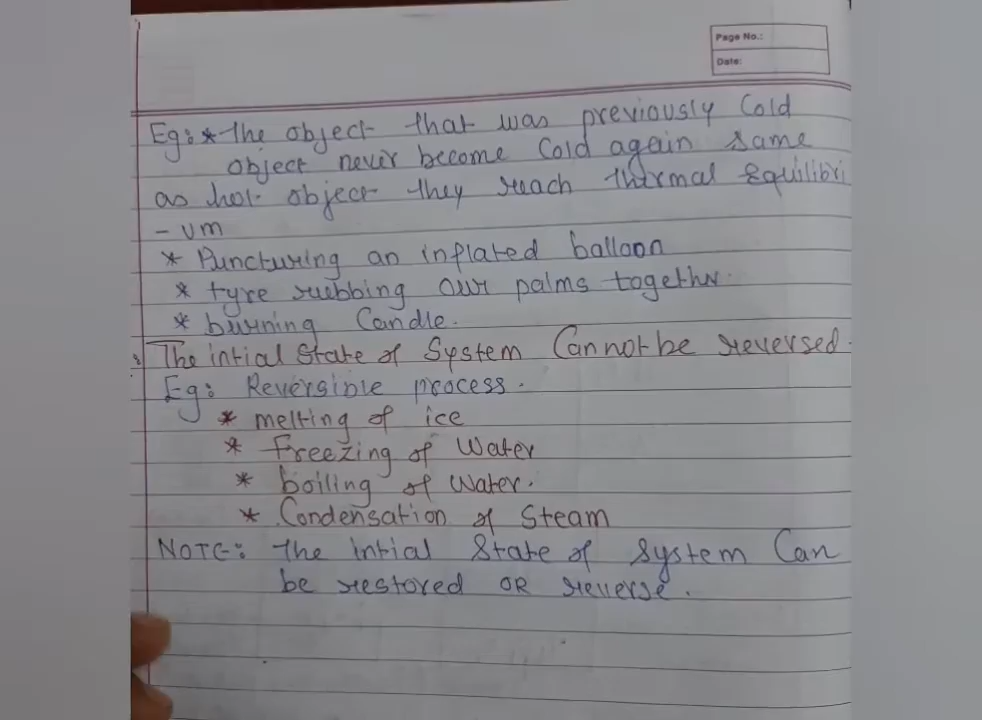 Page No.:
Date:
Eg:* the object that was previously Cold
object never become Cold again same
as hot object they reach thermal Equilibri
- um
* Puncturing an inflated balloon
* tyre rubbing our palms together.
* burning Candle.
: The intial State of System Cannot be reversed.
Eg: Reversible process.
* melting of ice
* Freezing of Water
* boiling of Water.
* Condensation of Steam
NOTE: the intial State of System Can
be restored OR reverse.